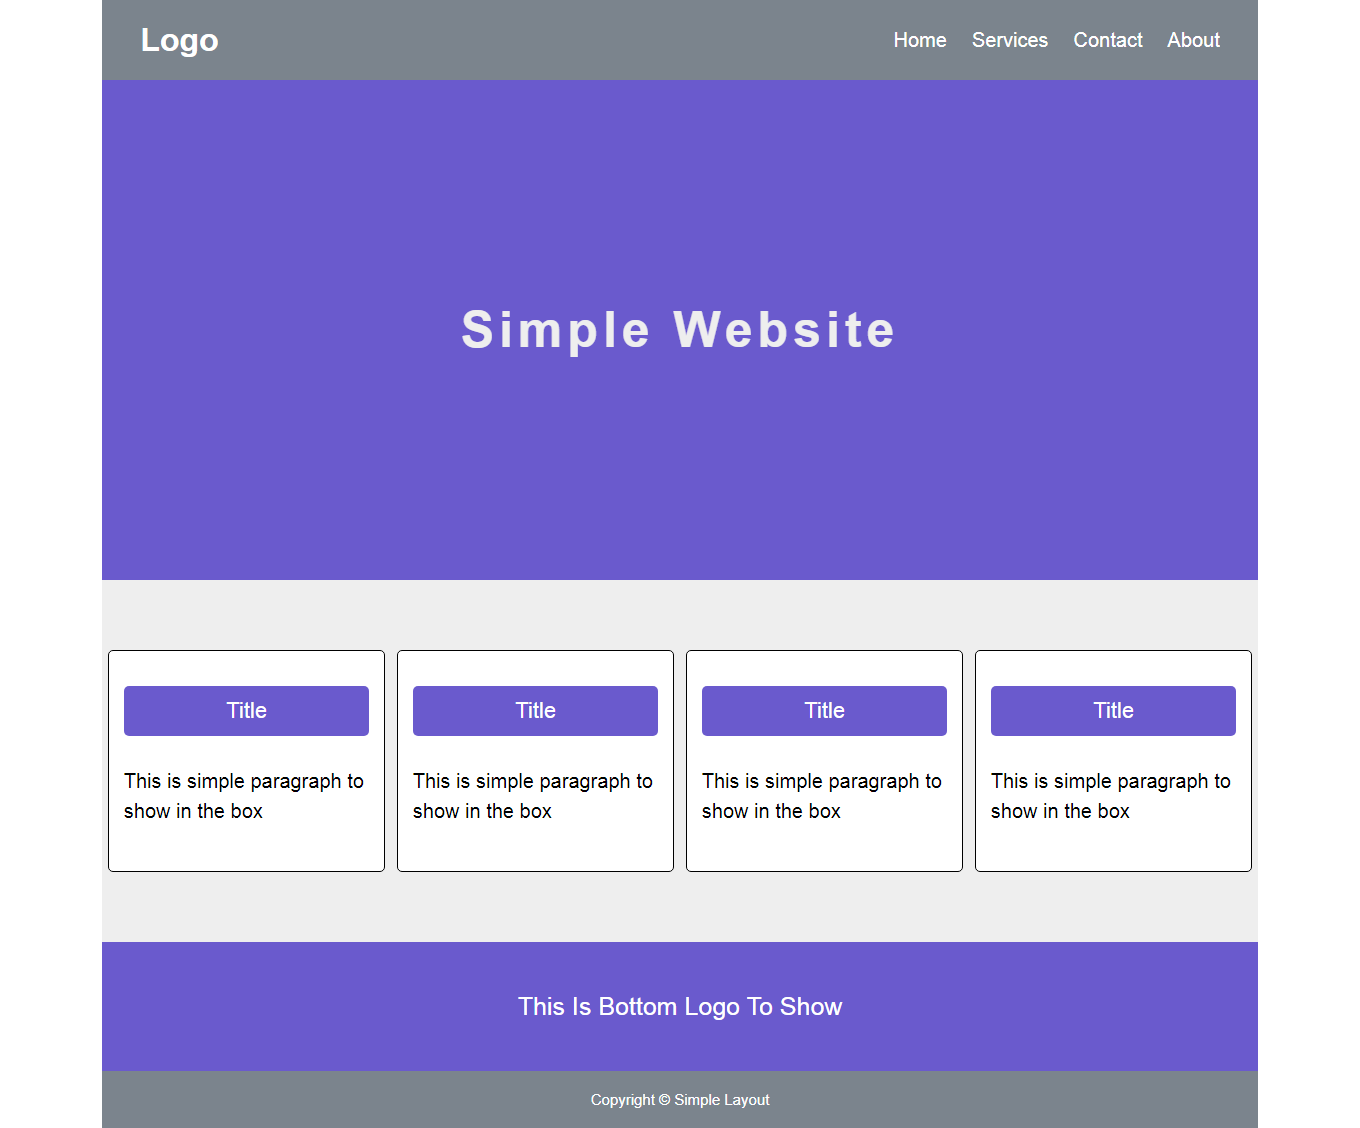 Logo
Home Services Contact About
Simple Website
Title
This is simple paragraph to
show in the box
Title
This is simple paragraph to
show in the box
Title
This is simple paragraph to
show in the box
Title
This is simple paragraph to
show in the box
This Is Bottom Logo To Show
Copyright © Simple Layout